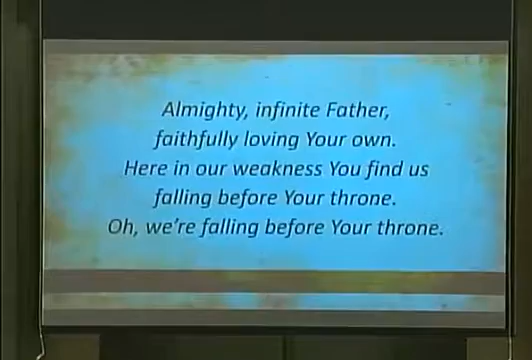 Almighty, infinite Father,
faithfully loving Your own.
Here in our weakness You find us
falling before Your throne.
Oh, we're falling before Your throne.